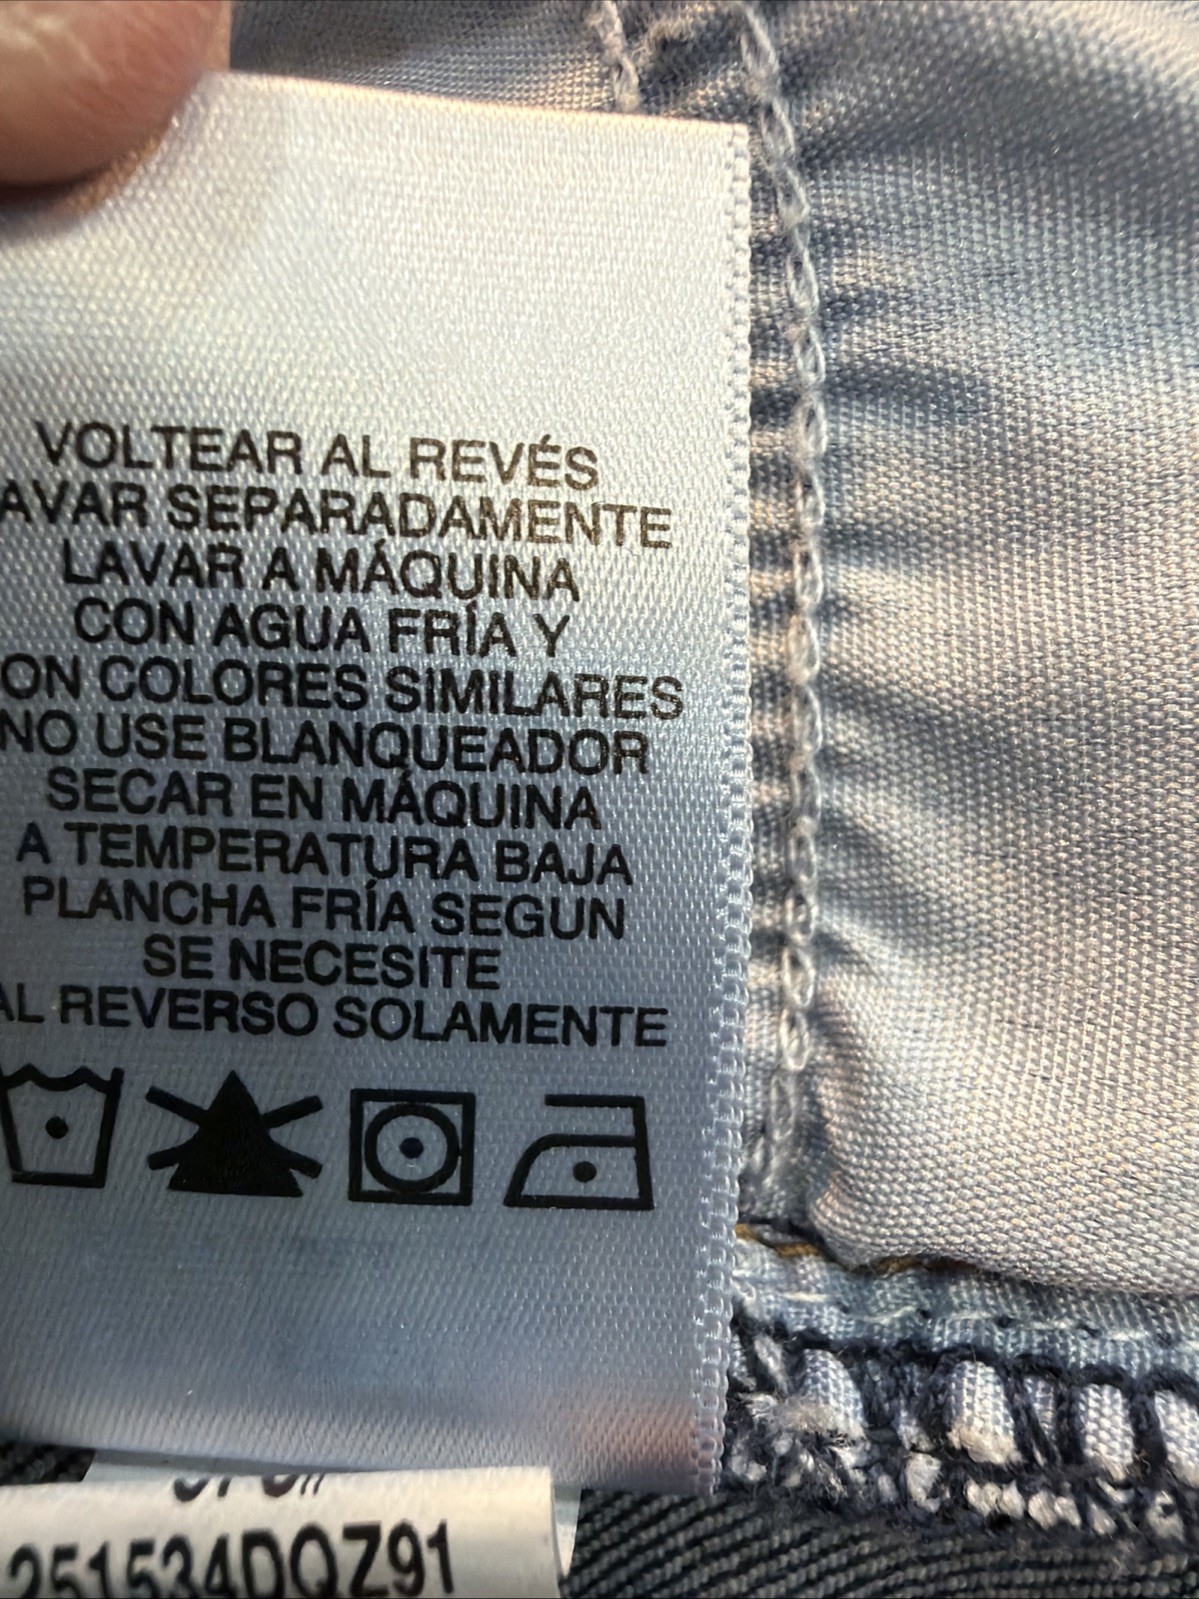 VOLTEAR AL REVÉS
AVAR SEPARADAMENTE
LAVAR A MÁQUINA
CON AGUA FRÍA Y
ON COLORES SIMILARES
NO USE BLANQUEADOR
SECAR EN MÁQUINA
A TEMPERATURA BAJA
PLANCHA FRÍA SEGUN
SE NECESITE
AL REVERSO SOLAMENTE
251534DQZ91